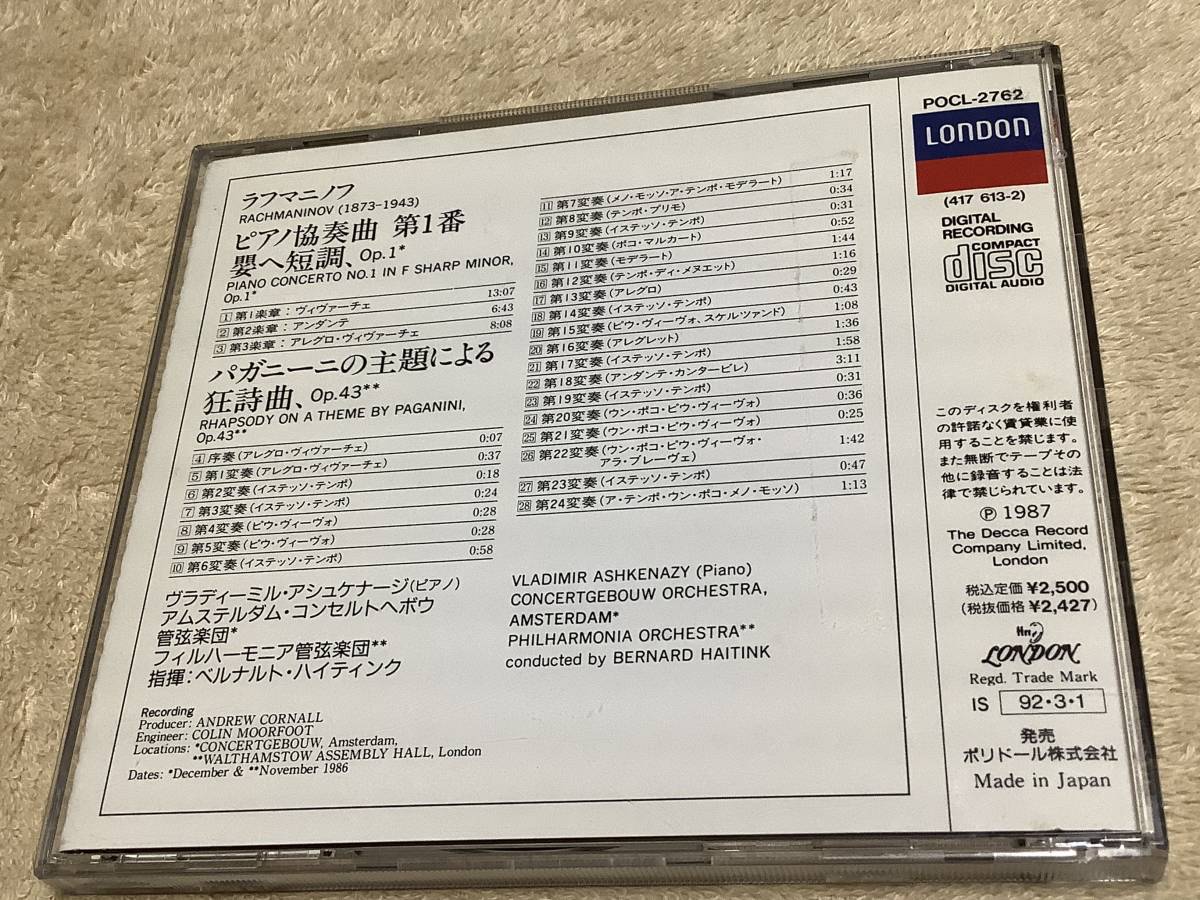 ラフマニノフ
RACHMANINOV (1873-1943)
ピアノ協奏曲 第1番
嬰ヘ短調、Op.1*
PIANO CONCERTO NO.1 IN F SHARP MINOR,
Op.1*
1 第1楽章：ヴィヴァーチェ 13:07
2 第2楽章：アンダンテ 6:43
3 第3楽章：アレグロ・ヴィヴァーチェ 8:08
パガニーニの主題による
狂詩曲、Op.43**
RHAPSODY ON A THEME BY PAGANINI,
Op.43**
4 序奏(アレグロ・ヴィヴァーチェ) 0:07
5 第1変奏(アレグロ・ヴィヴァーチェ) 0:37
6 第2変奏(イステッソ・テンポ) 0:18
7 第3変奏(イステッソ・テンポ) 0:24
8 第4変奏(ピウ・ヴィーヴォ) 0:28
9 第5変奏(ピウ・ヴィーヴォ) 0:28
10 第6変奏(イステッソ・テンポ) 0:58
11 第7変奏(メノ・モッソ・ア・テンポ・モデラート) 1:17
12 第8変奏(テンポ・プリモ) 0:34
13 第9変奏(イステッソ・テンポ) 0:31
14 第10変奏(ポコ・マルカート) 0:52
15 第11変奏(モデラート) 1:44
16 第12変奏(テンポ・ディ・メヌエット) 1:16
17 第13変奏(アレグロ) 0:29
18 第14変奏(イステッソ・テンポ) 0:43
19 第15変奏(ピウ・ヴィーヴォ、スケルツァンド) 1:08
20 第16変奏(アレグレット) 1:36
21 第17変奏(イステッソ・テンポ) 1:58
22 第18変奏(アンダンテ・カンタービレ) 3:11
23 第19変奏(イステッソ・テンポ) 0:31
24 第20変奏(ウン・ポコ・ピウ・ヴィーヴォ) 0:36
25 第21変奏(ウン・ポコ・ピウ・ヴィーヴォ) 0:25
26 第22変奏(ウン・ポコ・ピウ・ヴィーヴォ・
アラ・ブレーヴェ) 1:42
27 第23変奏(イステッソ・テンポ) 0:47
28 第24変奏(ア・テンポ・ウン・ポコ・メノ・モッソ) 1:13
ヴラディーミル・アシュケナージ(ピアノ)
アムステルダム・コンセルトヘボウ
管弦楽団*
フィルハーモニア管弦楽団**
指揮：ベルナルト・ハイティンク
VLADIMIR ASHKENAZY (Piano)
CONCERTGEBOUW ORCHESTRA,
AMSTERDAM*
PHILHARMONIA ORCHESTRA**
conducted by BERNARD HAITINK
Recording
Producer: ANDREW CORNALL
Engineer: COLIN MOORFOOT
Locations: *CONCERTGEBOUW, Amsterdam,
**WALTHAMSTOW ASSEMBLY HALL, London
Dates: *December & **November 1986
POCL-2762
LONDON
(417 613-2)
DIGITAL
RECORDING
COMPACT
disc
DIGITAL AUDIO
このディスクを権利者
の許諾なく賃貸業に使
用することを禁じます。
また無断でテープその
他に録音することは法
律で禁じられています。
℗ 1987
The Decca Record
Company Limited,
London
税込定価 ¥2,500
(税抜価格 ¥2,427)
LONDON
Regd. Trade Mark
IS 92・3・1
発売
ポリドール株式会社
Made in Japan